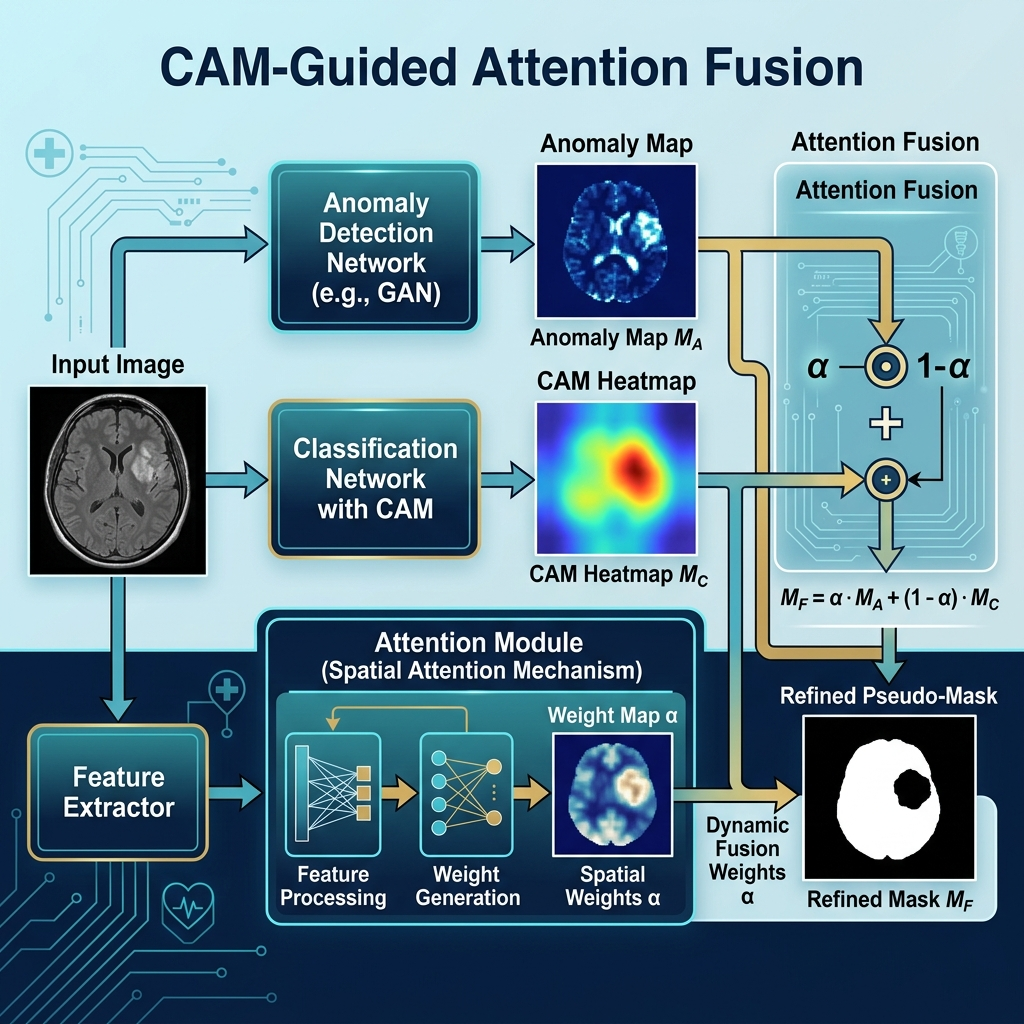 CAM-Guided Attention Fusion
Anomaly Map
Attention Fusion
Attention Fusion
Anomaly
Detection
Network
(e.g., GAN)
Anomaly Map M_A
Input Image
CAM Heatmap
α
1-α
+
+
Classification
Network
with CAM
CAM Heatmap M_C
M_F = α · M_A + (1 - α) · M_C
Attention Module
(Spatial Attention Mechanism)
Refined Pseudo-Mask
Weight Map α
Feature
Extractor
Feature
Processing
Weight
Generation
Spatial
Weights α
Dynamic
Fusion
Weights
α
Refined Mask M_F